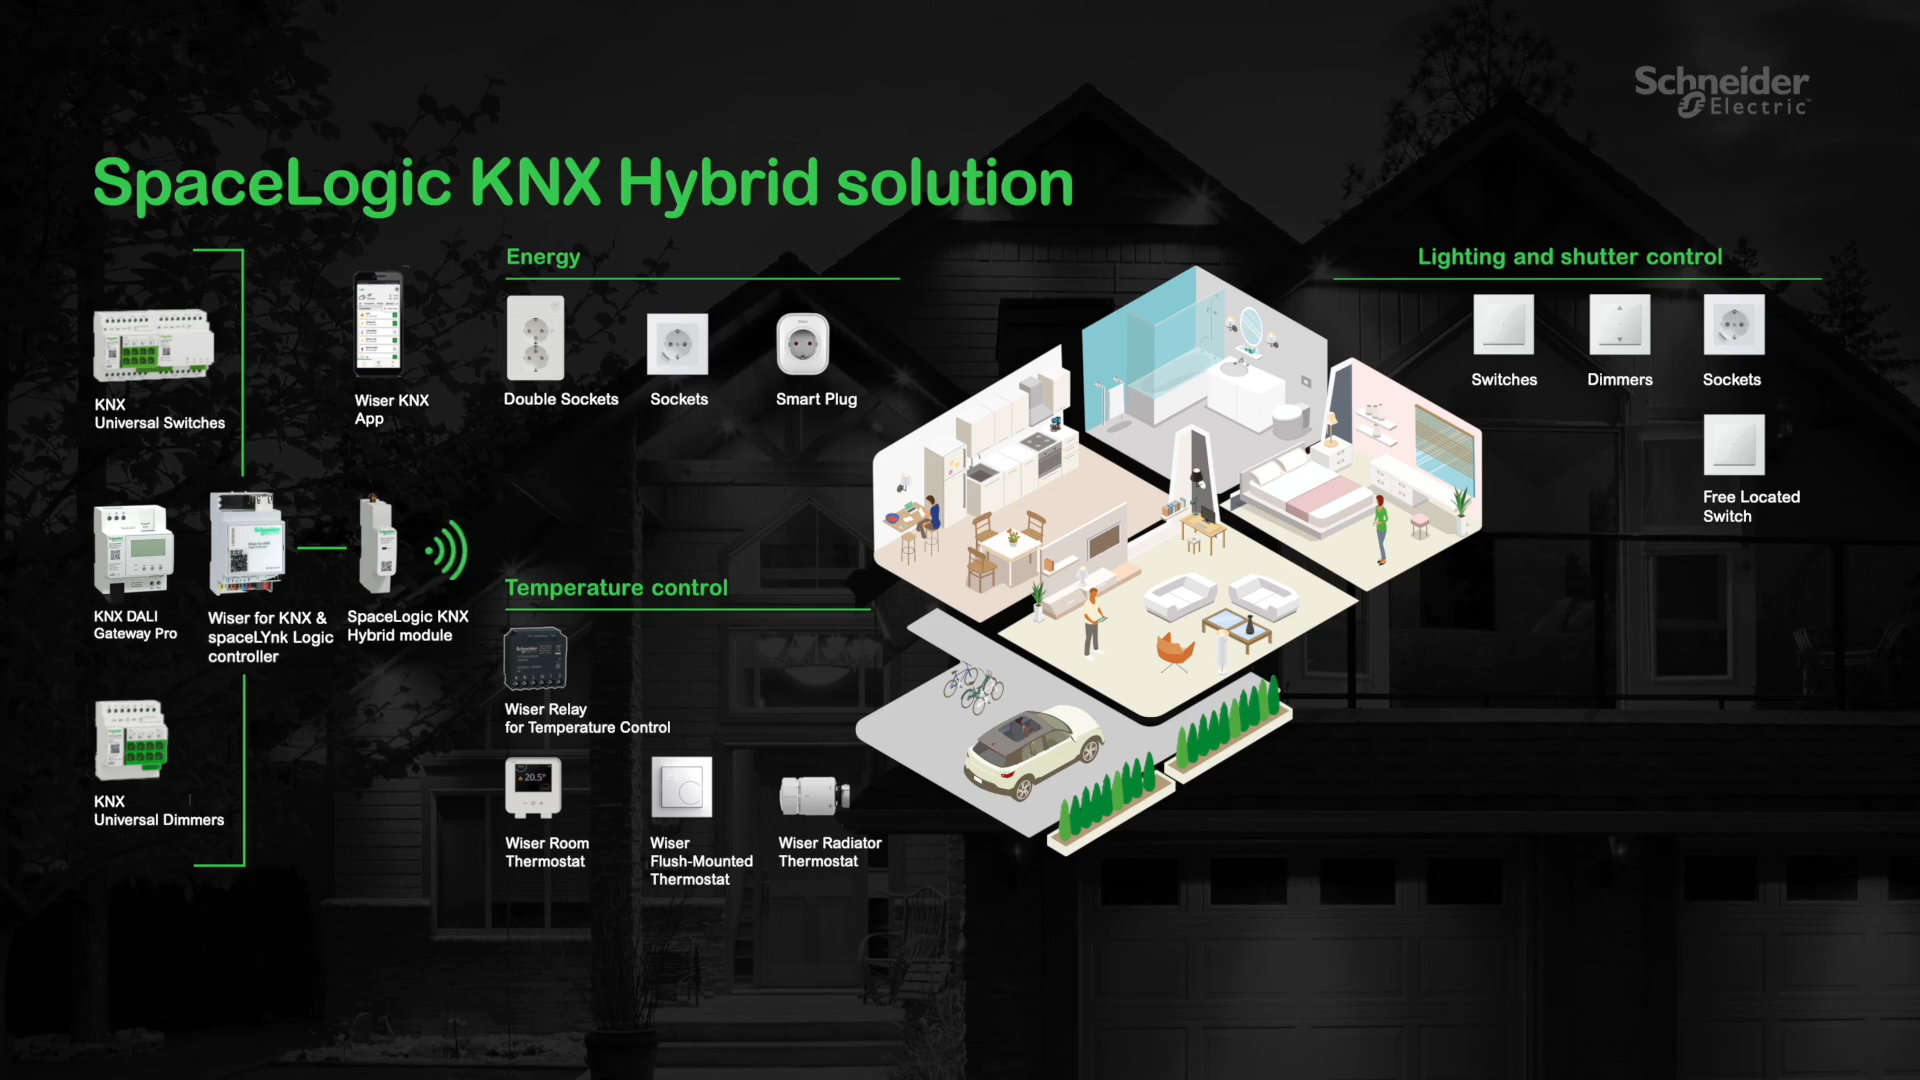 Schneider
Electric
SpaceLogic KNX Hybrid solution
KNX
Universal Switches
Wiser KNX
App
KNX DALI
Gateway Pro
Wiser for KNX &
spaceLYnk Logic
controller
SpaceLogic KNX
Hybrid module
KNX
Universal Dimmers
Energy
Double Sockets
Sockets
Smart Plug
Temperature control
Wiser Relay
for Temperature Control
20.5°
Wiser Room
Thermostat
Wiser
Flush-Mounted
Thermostat
Wiser Radiator
Thermostat
Lighting and shutter control
Switches
Dimmers
Sockets
Free Located
Switch